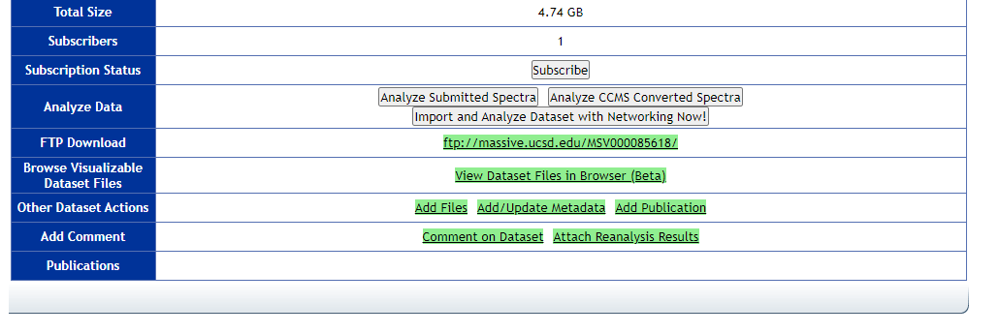 Total Size 4.74 GB
Subscribers 1
Subscription Status Subscribe
Analyze Data Analyze Submitted Spectra Analyze CCMS Converted Spectra
Import and Analyze Dataset with Networking Now!
FTP Download ftp://massive.ucsd.edu/MSV000085618/
Browse Visualizable
Dataset Files View Dataset Files in Browser (Beta)
Other Dataset Actions Add Files Add/Update Metadata Add Publication
Add Comment Comment on Dataset Attach Reanalysis Results
Publications